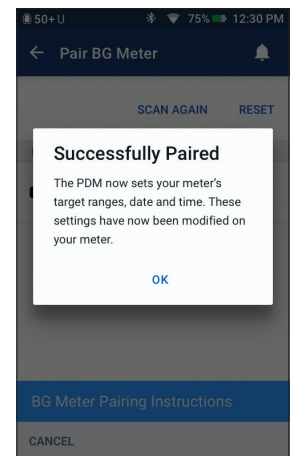 50+ U 75% 12:30 PM
Pair BG Meter
SCAN AGAIN RESET
Successfully Paired
The PDM now sets your meter's
target ranges, date and time. These
settings have now been modified on
your meter.
OK
BG Meter Pairing Instructions
CANCEL